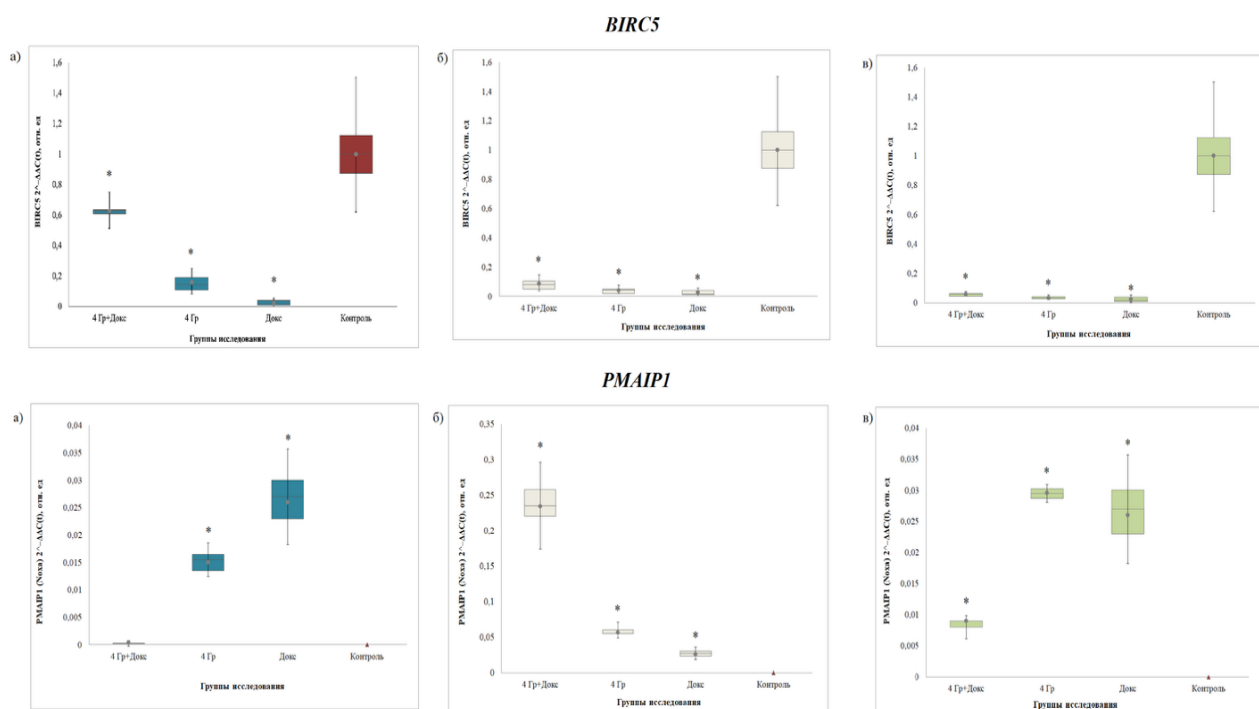 BIRC5
а)
BIRC5 2^–ΔΔC(t), отн. ед
1,6
1,4
1,2
1
0,8
0,6
0,4
0,2
0
*
*
*
4 Гр+Докс 4 Гр Докс Контроль
Группы исследования
б)
BIRC5 2^–ΔΔC(t), отн. ед
1,6
1,4
1,2
1
0,8
0,6
0,4
0,2
0
*
*
*
4 Гр+Докс 4 Гр Докс Контроль
Группы исследования
в)
BIRC5 2^–ΔΔC(t), отн. ед
1,6
1,4
1,2
1
0,8
0,6
0,4
0,2
0
*
*
*
4 Гр+Докс 4 Гр Докс Контроль
Группы исследования
PMAIP1
а)
PMAIP1 (Noxa) 2^–ΔΔC(t), отн. ед
0,04
0,035
0,03
0,025
0,02
0,015
0,01
0,005
0
*
*
4 Гр+Докс 4 Гр Докс Контроль
Группы исследования
б)
PMAIP1 (Noxa) 2^–ΔΔC(t), отн. ед
0,35
0,3
0,25
0,2
0,15
0,1
0,05
0
*
*
*
4 Гр+Докс 4 Гр Докс Контроль
Группы исследования
в)
PMAIP1 (Noxa) 2^–ΔΔC(t), отн. ед
0,04
0,035
0,03
0,025
0,02
0,015
0,01
0,005
0
*
*
*
4 Гр+Докс 4 Гр Докс Контроль
Группы исследования